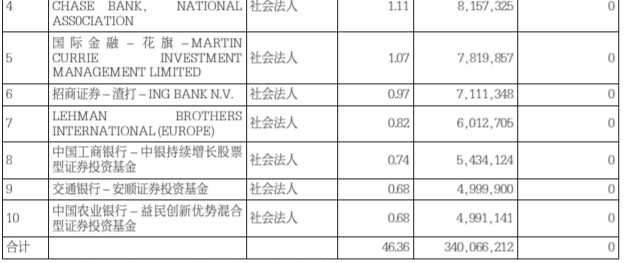 4 CHASE BANK, NATIONAL 社会法人 1.11 8,157,325 0
ASSOCIATION
国际金融－花旗－MARTIN
5 CURRIE INVESTMENT 社会法人 1.07 7,819,857 0
MANAGEMENT LIMITED
6 招商证券－渣打－ING BANK N.V. 社会法人 0.97 7,111,348 0
7 LEHMAN BROTHERS 社会法人 0.82 6,012,705 0
INTERNATIONAL (EUROPE)
8 中国工商银行－中银持续增长股票 社会法人 0.74 5,434,124 0
型证券投资基金
9 交通银行－安顺证券投资基金 社会法人 0.68 4,999,900 0
10 中国农业银行－益民创新优势混合 社会法人 0.68 4,991,141 0
型证券投资基金
合计 46.36 340,066,212 0